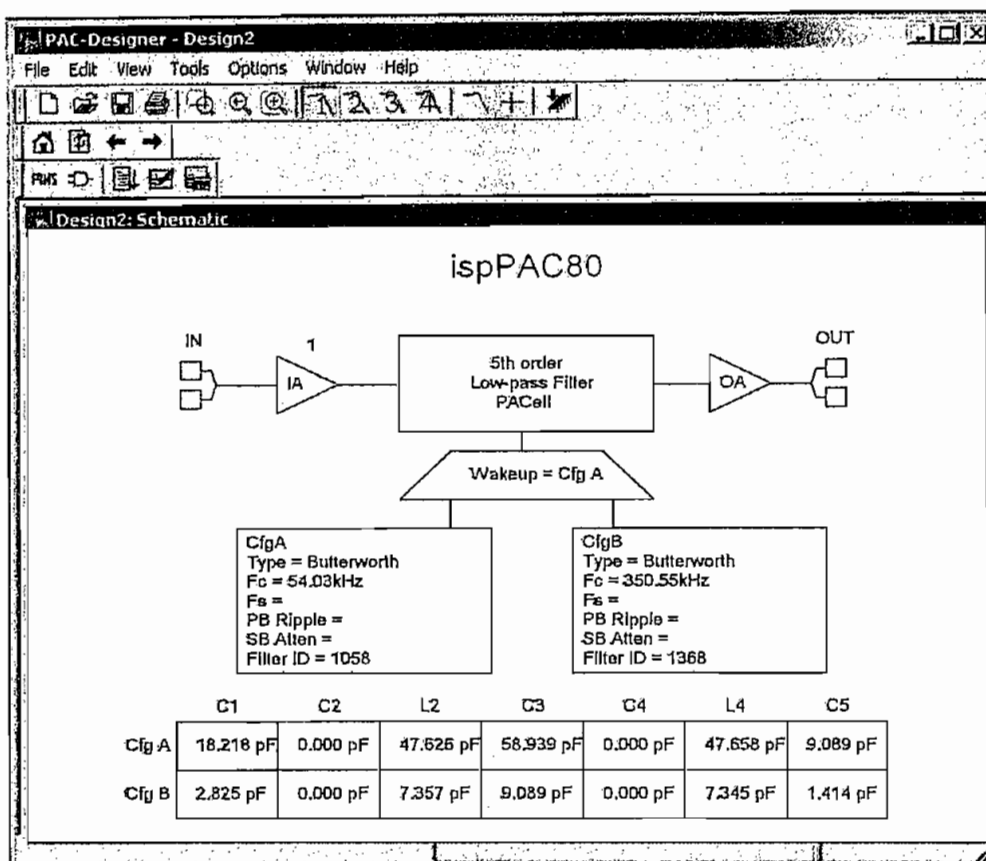 PAC-Designer - Design2
File Edit View Tools Options Window Help
1 2 3 4
Design2: Schematic
ispPAC80
IN
1
IA
5th order
Low-pass Filter
PACell
OA
OUT
Wakeup = Cfg A
CfgA
Type = Butterworth
Fc = 54.03kHz
Fs =
PB Ripple =
SB Atten =
Filter ID = 1058
CfgB
Type = Butterworth
Fc = 350.55kHz
Fs =
PB Ripple =
SB Atten =
Filter ID = 1368
C1 C2 L2 C3 C4 L4 C5
Cfg A 18.218 pF 0.000 pF 47.626 pF 58.939 pF 0.000 pF 47.658 pF 9.089 pF
Cfg B 2.825 pF 0.000 pF 7.357 pF 9.089 pF 0.000 pF 7.345 pF 1.414 pF